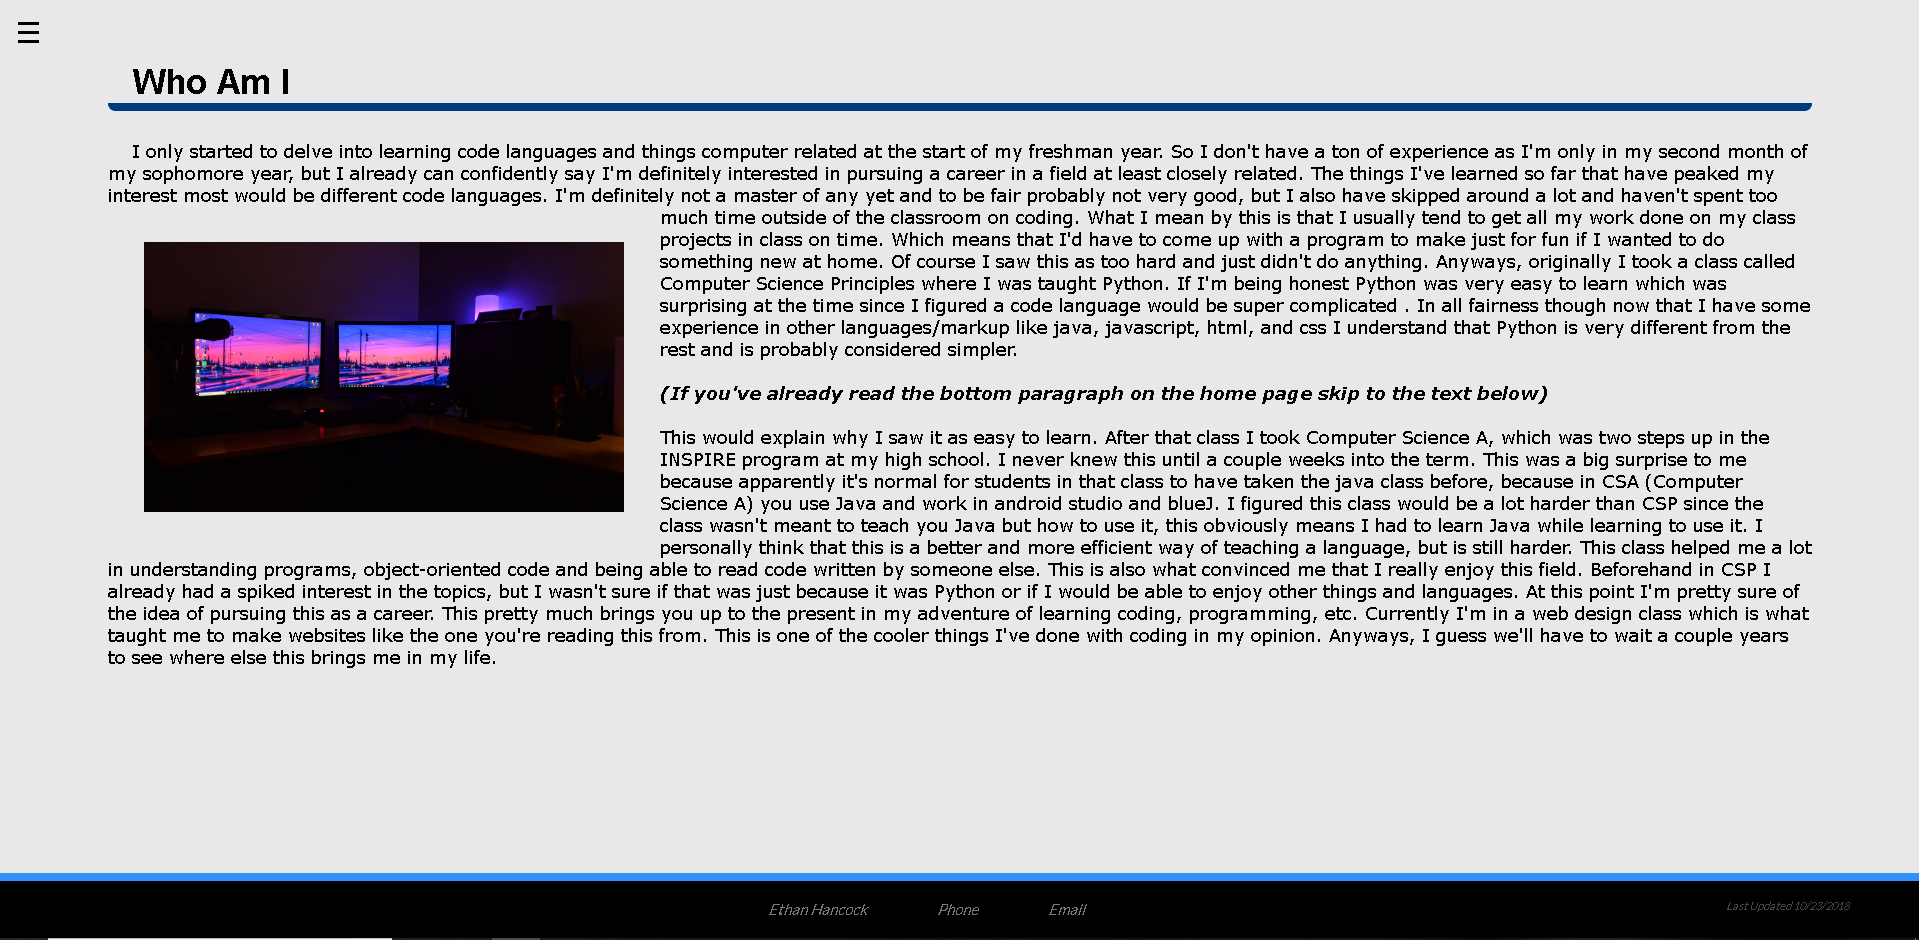 Who Am I
I only started to delve into learning code languages and things computer related at the start of my freshman year. So I don't have a ton of experience as I'm only in my second month of
my sophomore year, but I already can confidently say I'm definitely interested in pursuing a career in a field at least closely related. The things I've learned so far that have peaked my
interest most would be different code languages. I'm definitely not a master of any yet and to be fair probably not very good, but I also have skipped around a lot and haven't spent too
much time outside of the classroom on coding. What I mean by this is that I usually tend to get all my work done on my class
projects in class on time. Which means that I'd have to come up with a program to make just for fun if I wanted to do
something new at home. Of course I saw this as too hard and just didn't do anything. Anyways, originally I took a class called
Computer Science Principles where I was taught Python. If I'm being honest Python was very easy to learn which was
surprising at the time since I figured a code language would be super complicated . In all fairness though now that I have some
experience in other languages/markup like java, javascript, html, and css I understand that Python is very different from the
rest and is probably considered simpler.
(If you've already read the bottom paragraph on the home page skip to the text below)
This would explain why I saw it as easy to learn. After that class I took Computer Science A, which was two steps up in the
INSPIRE program at my high school. I never knew this until a couple weeks into the term. This was a big surprise to me
because apparently it's normal for students in that class to have taken the java class before, because in CSA (Computer
Science A) you use Java and work in android studio and blueJ. I figured this class would be a lot harder than CSP since the
class wasn't meant to teach you Java but how to use it, this obviously means I had to learn Java while learning to use it. I
personally think that this is a better and more efficient way of teaching a language, but is still harder. This class helped me a lot
in understanding programs, object-oriented code and being able to read code written by someone else. This is also what convinced me that I really enjoy this field. Beforehand in CSP I
already had a spiked interest in the topics, but I wasn't sure if that was just because it was Python or if I would be able to enjoy other things and languages. At this point I'm pretty sure of
the idea of pursuing this as a career. This pretty much brings you up to the present in my adventure of learning coding, programming, etc. Currently I'm in a web design class which is what
taught me to make websites like the one you're reading this from. This is one of the cooler things I've done with coding in my opinion. Anyways, I guess we'll have to wait a couple years
to see where else this brings me in my life.
Ethan Hancock Phone Email
Last Updated 10/23/2018